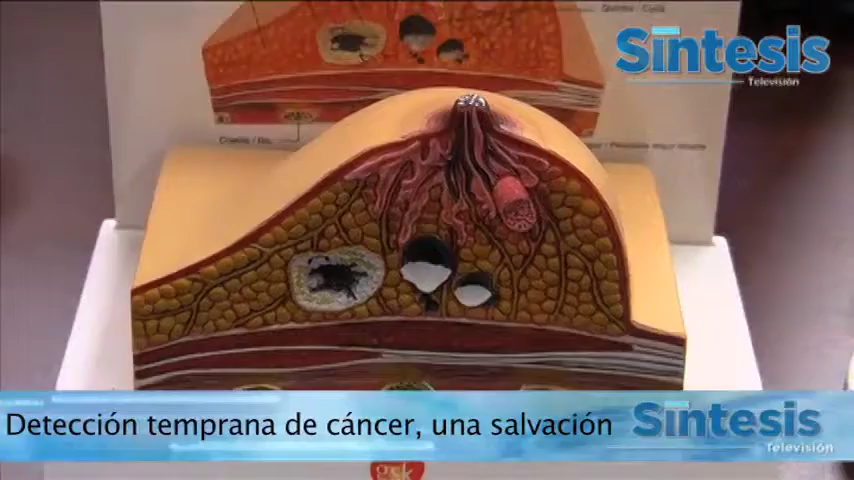 Síntesis
Televisión
Detección temprana de cáncer, una salvación
Síntesis
Televisión
gsk